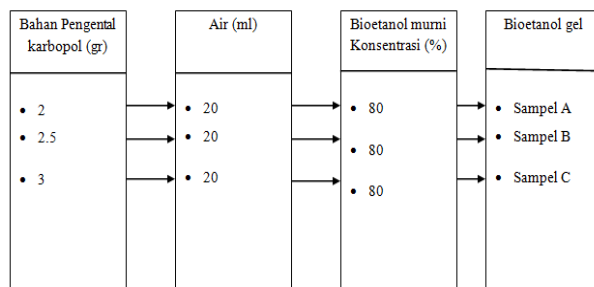 Bahan Pengental
karbopol (gr)
• 2
• 2.5
• 3
Air (ml)
• 20
• 20
• 20
Bioetanol murni
Konsentrasi (%)
• 80
• 80
• 80
Bioetanol gel
• Sampel A
• Sampel B
• Sampel C